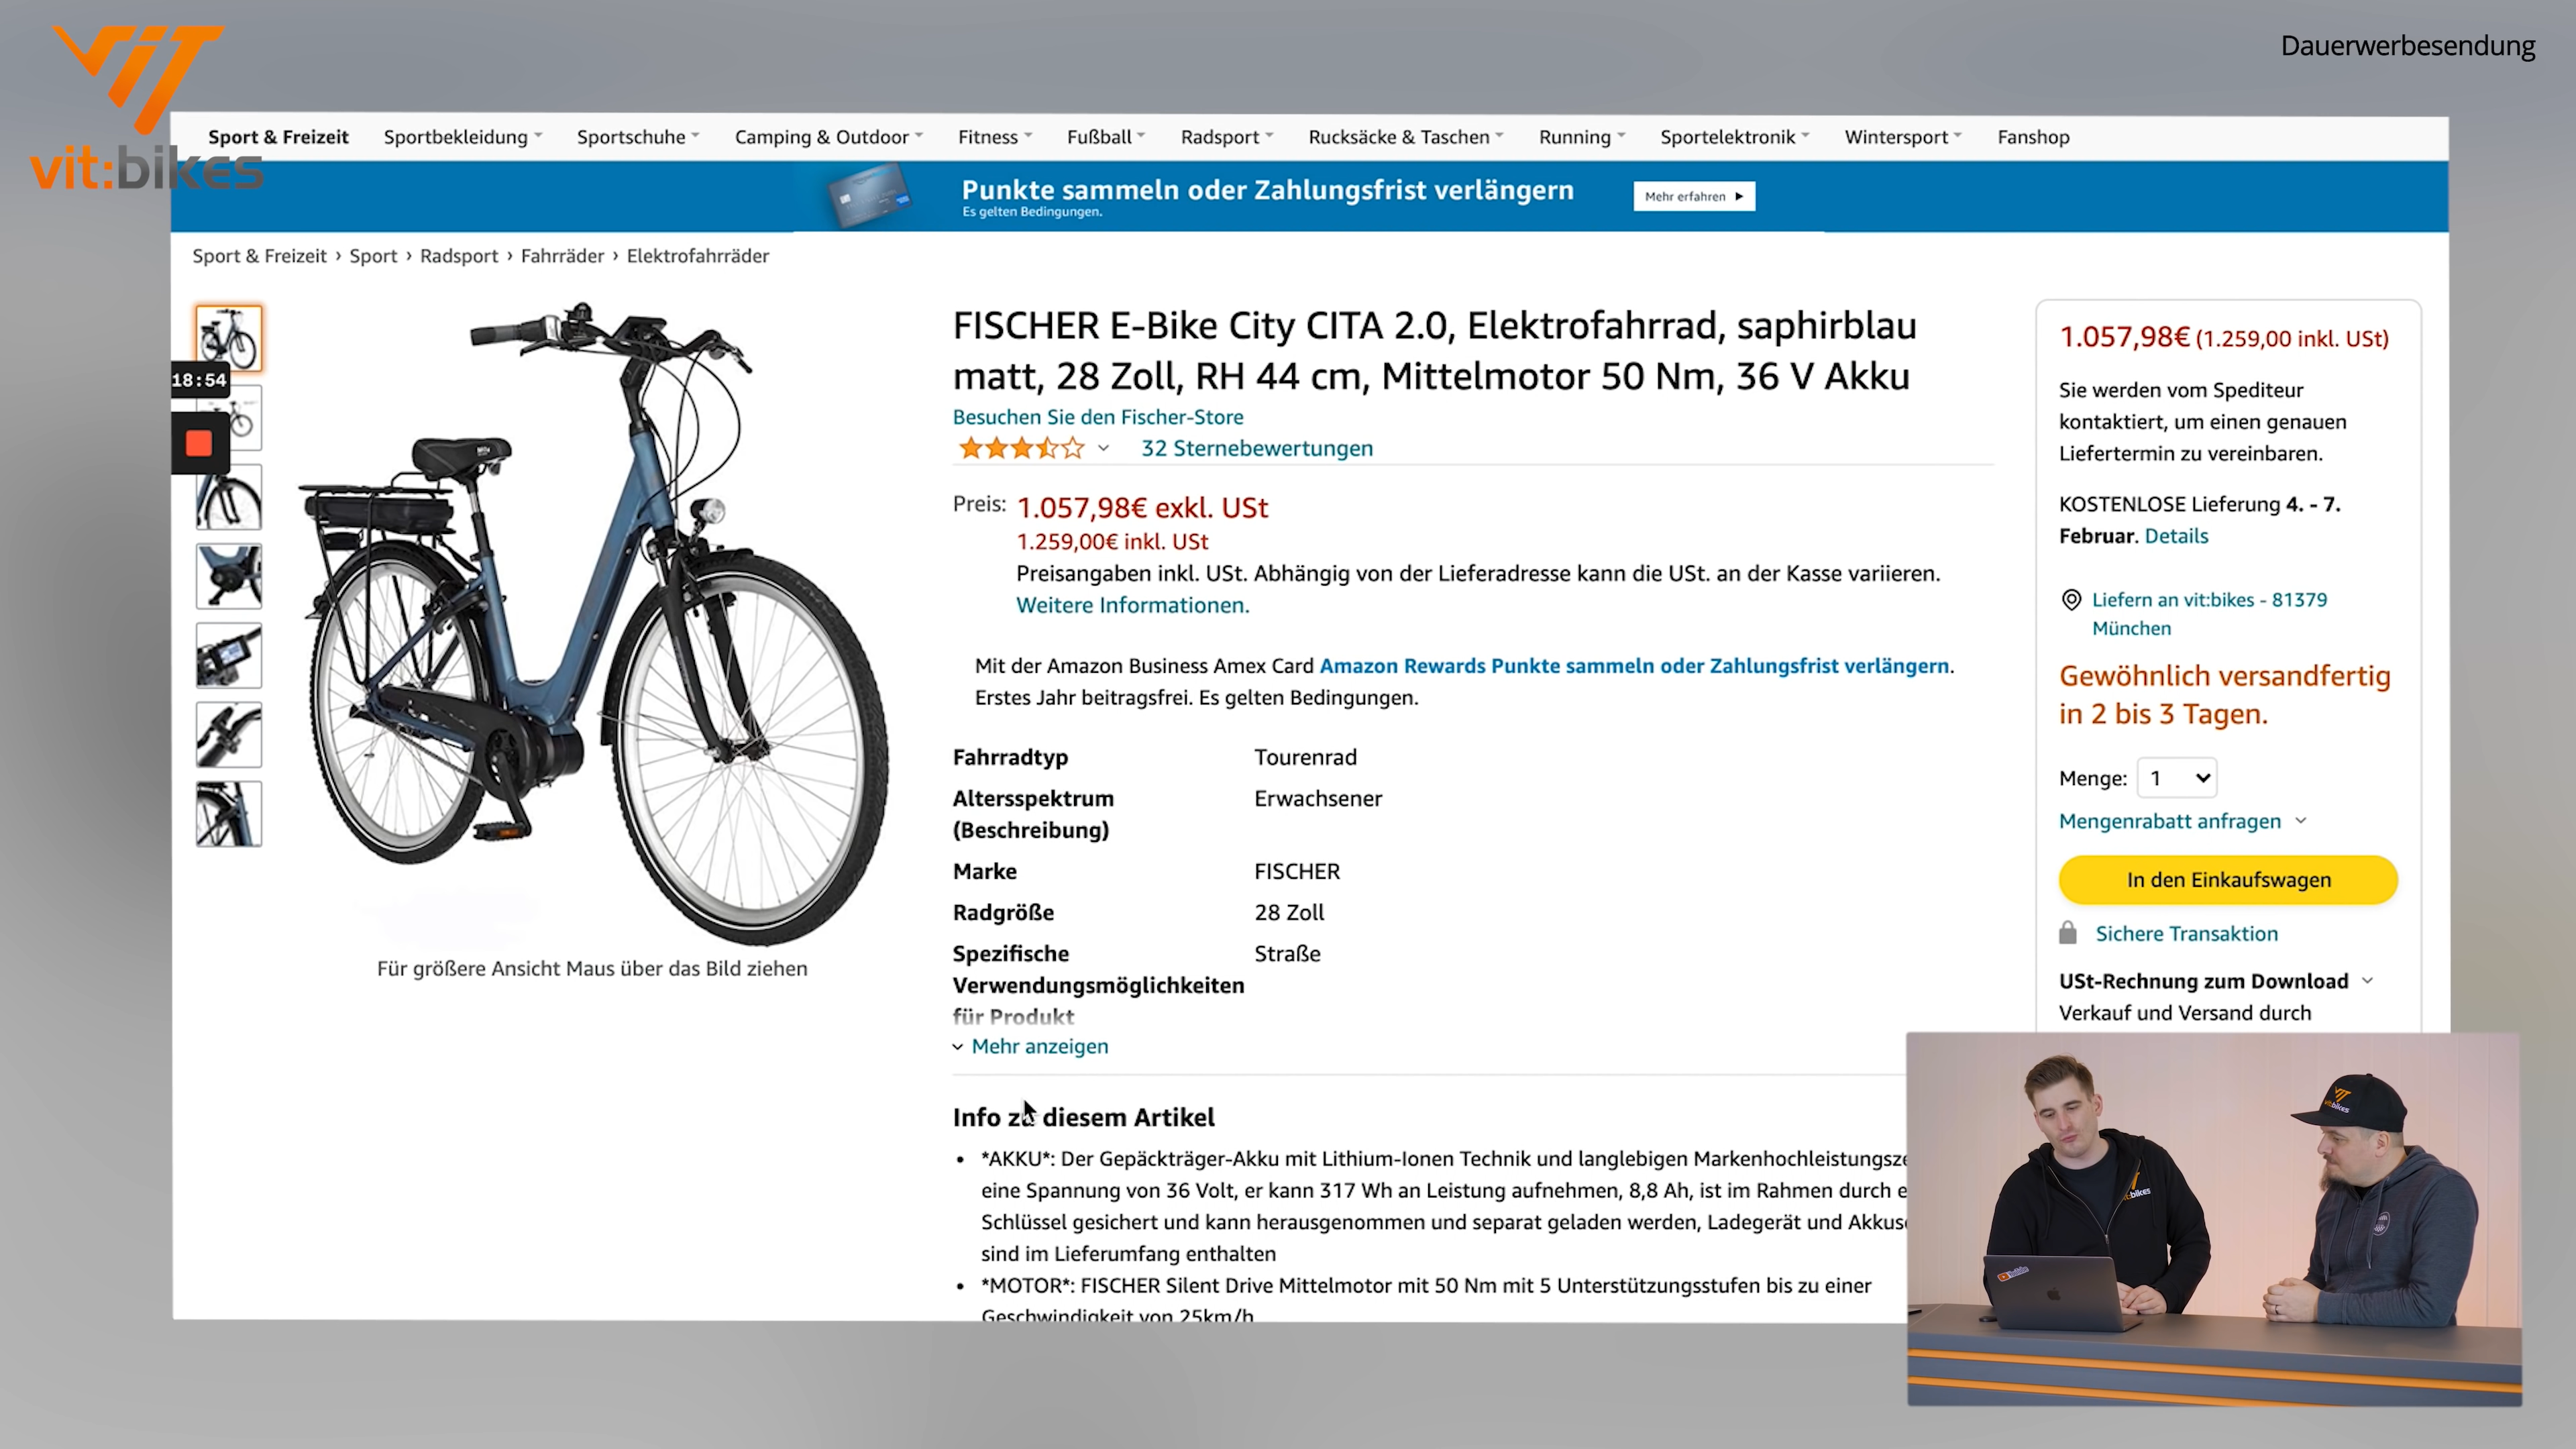 vit:bikes
Dauerwerbesendung
Sport & Freizeit Sportbekleidung Sportschuhe Camping & Outdoor Fitness Fußball Radsport Rucksäcke & Taschen Running Sportelektronik Wintersport Fanshop
Punkte sammeln oder Zahlungsfrist verlängern
Es gelten Bedingungen.
Mehr erfahren
Sport & Freizeit › Sport › Radsport › Fahrräder › Elektrofahrräder
18:54
Für größere Ansicht Maus über das Bild ziehen
FISCHER E-Bike City CITA 2.0, Elektrofahrrad, saphirblau
matt, 28 Zoll, RH 44 cm, Mittelmotor 50 Nm, 36 V Akku
Besuchen Sie den Fischer-Store
32 Sternebewertungen
Preis: 1.057,98€ exkl. USt
1.259,00€ inkl. USt
Preisangaben inkl. USt. Abhängig von der Lieferadresse kann die USt. an der Kasse variieren.
Weitere Informationen.
Mit der Amazon Business Amex Card Amazon Rewards Punkte sammeln oder Zahlungsfrist verlängern.
Erstes Jahr beitragsfrei. Es gelten Bedingungen.
Fahrradtyp Tourenrad
Altersspektrum Erwachsener
(Beschreibung)
Marke FISCHER
Radgröße 28 Zoll
Spezifische Straße
Verwendungsmöglichkeiten
für Produkt
Mehr anzeigen
Info zu diesem Artikel
• *AKKU*: Der Gepäckträger-Akku mit Lithium-Ionen Technik und langlebigen
eine Spannung von 36 Volt, er kann 317 Wh an Leistung aufnehmen, 8,8 Ah, ist im Rahmen durch
Schlüssel gesichert und kann herausgenommen und separat geladen werden, Ladegerät und
sind im Lieferumfang enthalten
• *MOTOR*: FISCHER Silent Drive Mittelmotor mit 50 Nm mit 5 Unterstützungsstufen bis zu einer
Geschwindigkeit von 25km/h
1.057,98€ (1.259,00 inkl. USt)
Sie werden vom Spediteur
kontaktiert, um einen genauen
Liefertermin zu vereinbaren.
KOSTENLOSE Lieferung 4. - 7.
Februar. Details
Liefern an vit:bikes - 81379
München
Gewöhnlich versandfertig
in 2 bis 3 Tagen.
Menge: 1
Mengenrabatt anfragen
In den Einkaufswagen
Sichere Transaktion
USt-Rechnung zum Download
Verkauf und Versand durch